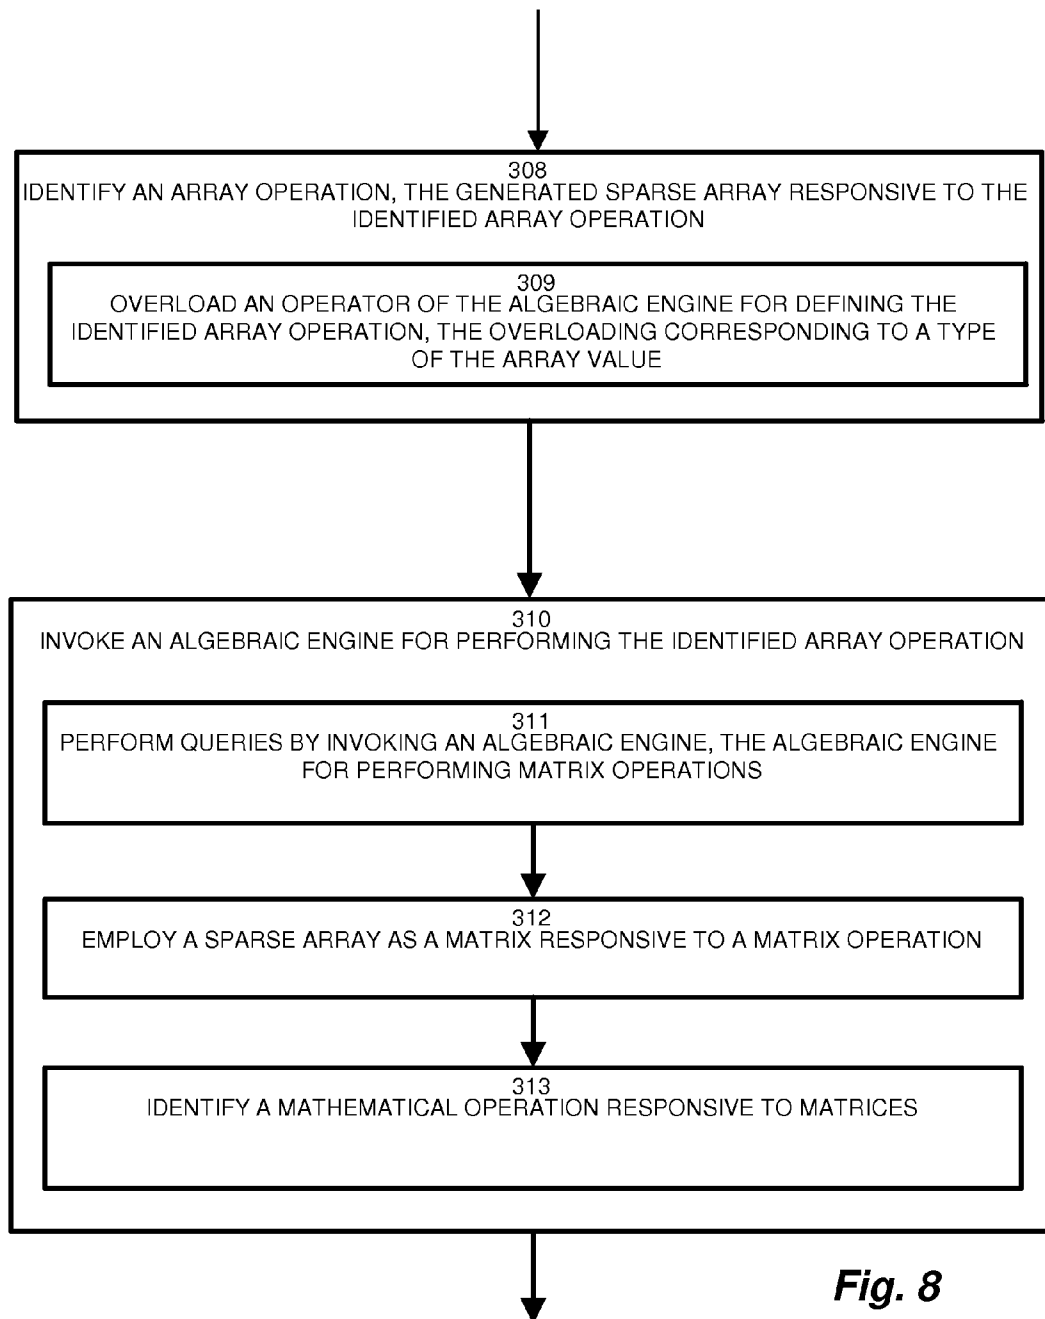 308
IDENTIFY AN ARRAY OPERATION, THE GENERATED SPARSE ARRAY RESPONSIVE TO THE
IDENTIFIED ARRAY OPERATION
309
OVERLOAD AN OPERATOR OF THE ALGEBRAIC ENGINE FOR DEFINING THE
IDENTIFIED ARRAY OPERATION, THE OVERLOADING CORRESPONDING TO A TYPE
OF THE ARRAY VALUE
310
INVOKE AN ALGEBRAIC ENGINE FOR PERFORMING THE IDENTIFIED ARRAY OPERATION
311
PERFORM QUERIES BY INVOKING AN ALGEBRAIC ENGINE, THE ALGEBRAIC ENGINE
FOR PERFORMING MATRIX OPERATIONS
312
EMPLOY A SPARSE ARRAY AS A MATRIX RESPONSIVE TO A MATRIX OPERATION
313
IDENTIFY A MATHEMATICAL OPERATION RESPONSIVE TO MATRICES
Fig. 8